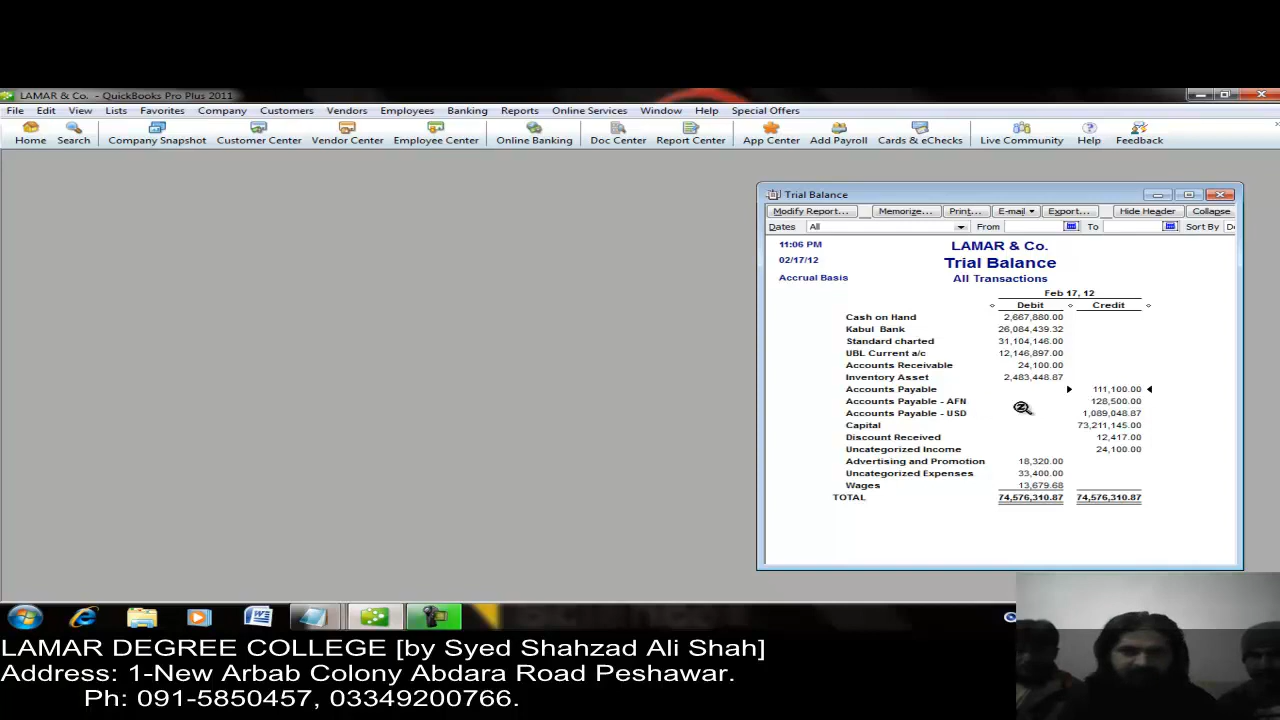 LAMAR & Co. - QuickBooks Pro Plus 2011
File Edit View Lists Favorites Company Customers Vendors Employees Banking Reports Online Services Window Help Special Offers
Home Search Company Snapshot Customer Center Vendor Center Employee Center Online Banking Doc Center Report Center App Center Add Payroll Cards & eChecks Live Community Help Feedback
Trial Balance
Modify Report... Memorize... Print... E-mail Export... Hide Header Collapse
Dates All From To Sort By
11:06 PM LAMAR & Co.
02/17/12 Trial Balance
Accrual Basis All Transactions
Feb 17, 12
Debit Credit
Cash on Hand 2,667,880.00
Kabul Bank 26,084,439.32
Standard charted 31,104,146.00
UBL Current a/c 12,146,897.00
Accounts Receivable 24,100.00
Inventory Asset 2,483,448.87
Accounts Payable 111,100.00
Accounts Payable - AFN 128,500.00
Accounts Payable - USD 1,089,048.87
Capital 73,211,145.00
Discount Received 12,417.00
Uncategorized Income 24,100.00
Advertising and Promotion 18,320.00
Uncategorized Expenses 33,400.00
Wages 13,679.68
TOTAL 74,576,310.87 74,576,310.87
LAMAR DEGREE COLLEGE [by Syed Shahzad Ali Shah]
Address: 1-New Arbab Colony Abdara Road Peshawar.
Ph: 091-5850457, 03349200766.